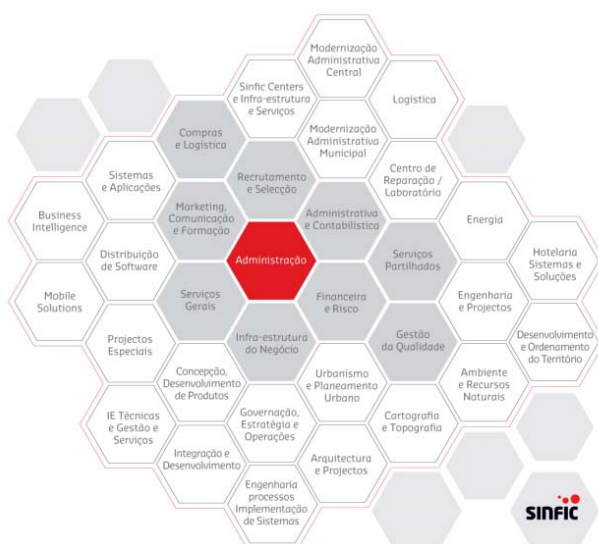 Modernização
Administrativa
Central
Sinfic Centers
e Infra-estrutura
e Serviços
Logística
Compras
e Logística
Modernização
Administrativa
Municipal
Sistemas
e Aplicações
Recrutamento
e Selecção
Centro de
Reparação /
Laboratório
Business
Intelligence
Marketing,
Comunicação
e Formação
Administrativa
e Contabilística
Energia
Distribuição
de Software
Administração
Serviços
Partilhados
Hotelaria
Sistemas e
Soluções
Mobile
Solutions
Serviços
Gerais
Financeira
e Risco
Engenharia
e Projectos
Projectos
Especiais
Infra-estrutura
do Negócio
Gestão
da Qualidade
Desenvolvimento
e Ordenamento
do Território
Concepção,
Desenvolvimento
de Produtos
Urbanismo
e Planeamento
Urbano
Ambiente
e Recursos
Naturais
IE Técnicas
e Gestão e
Serviços
Governação,
Estratégia e
Operações
Cartografia
e Topografia
Integração e
Desenvolvimento
Arquitectura
e Projectos
Engenharia
processos
Implementação
de Sistemas
SINFIC